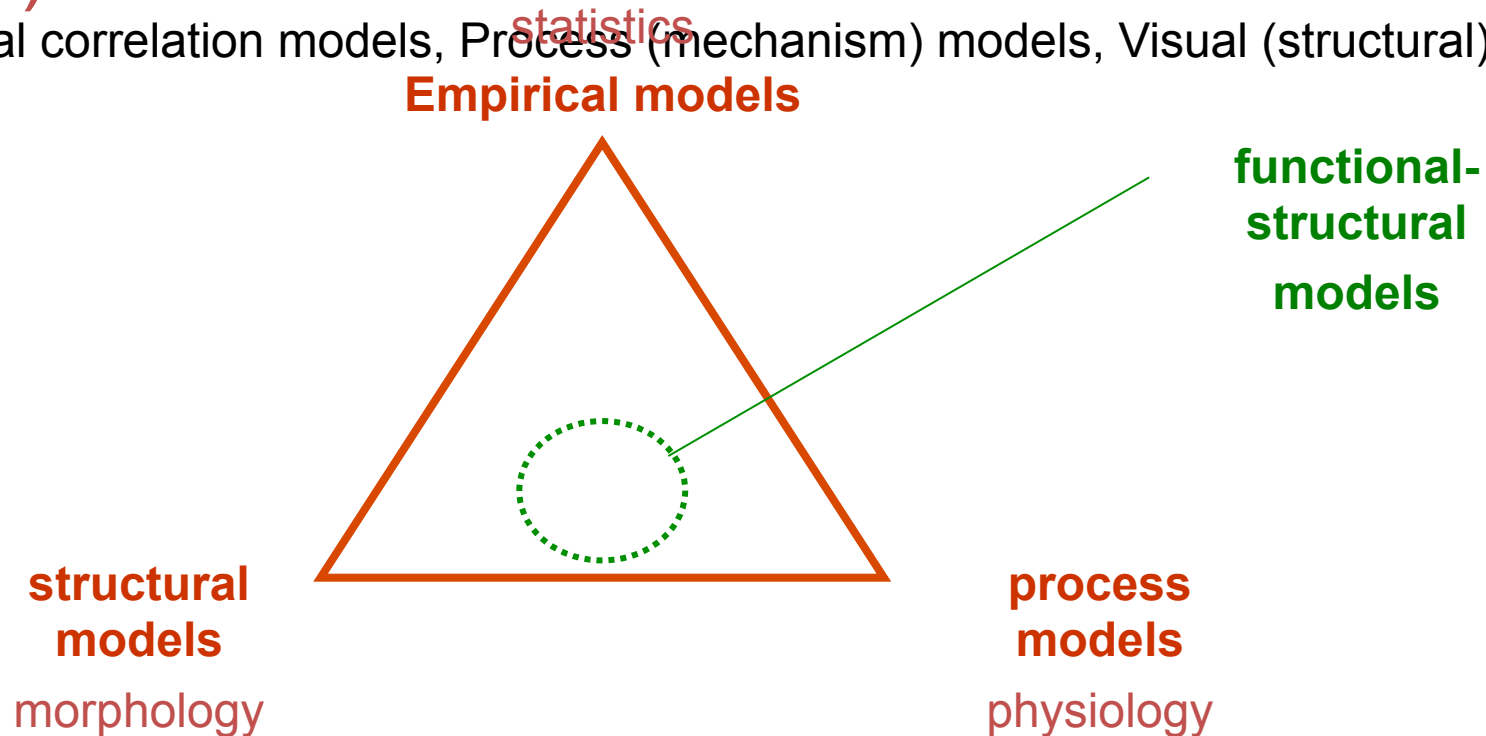 statistics
al correlation models, Process (mechanism) models, Visual (structural)
Empirical models
functional-
structural
models
structural
models
morphology
process
models
physiology